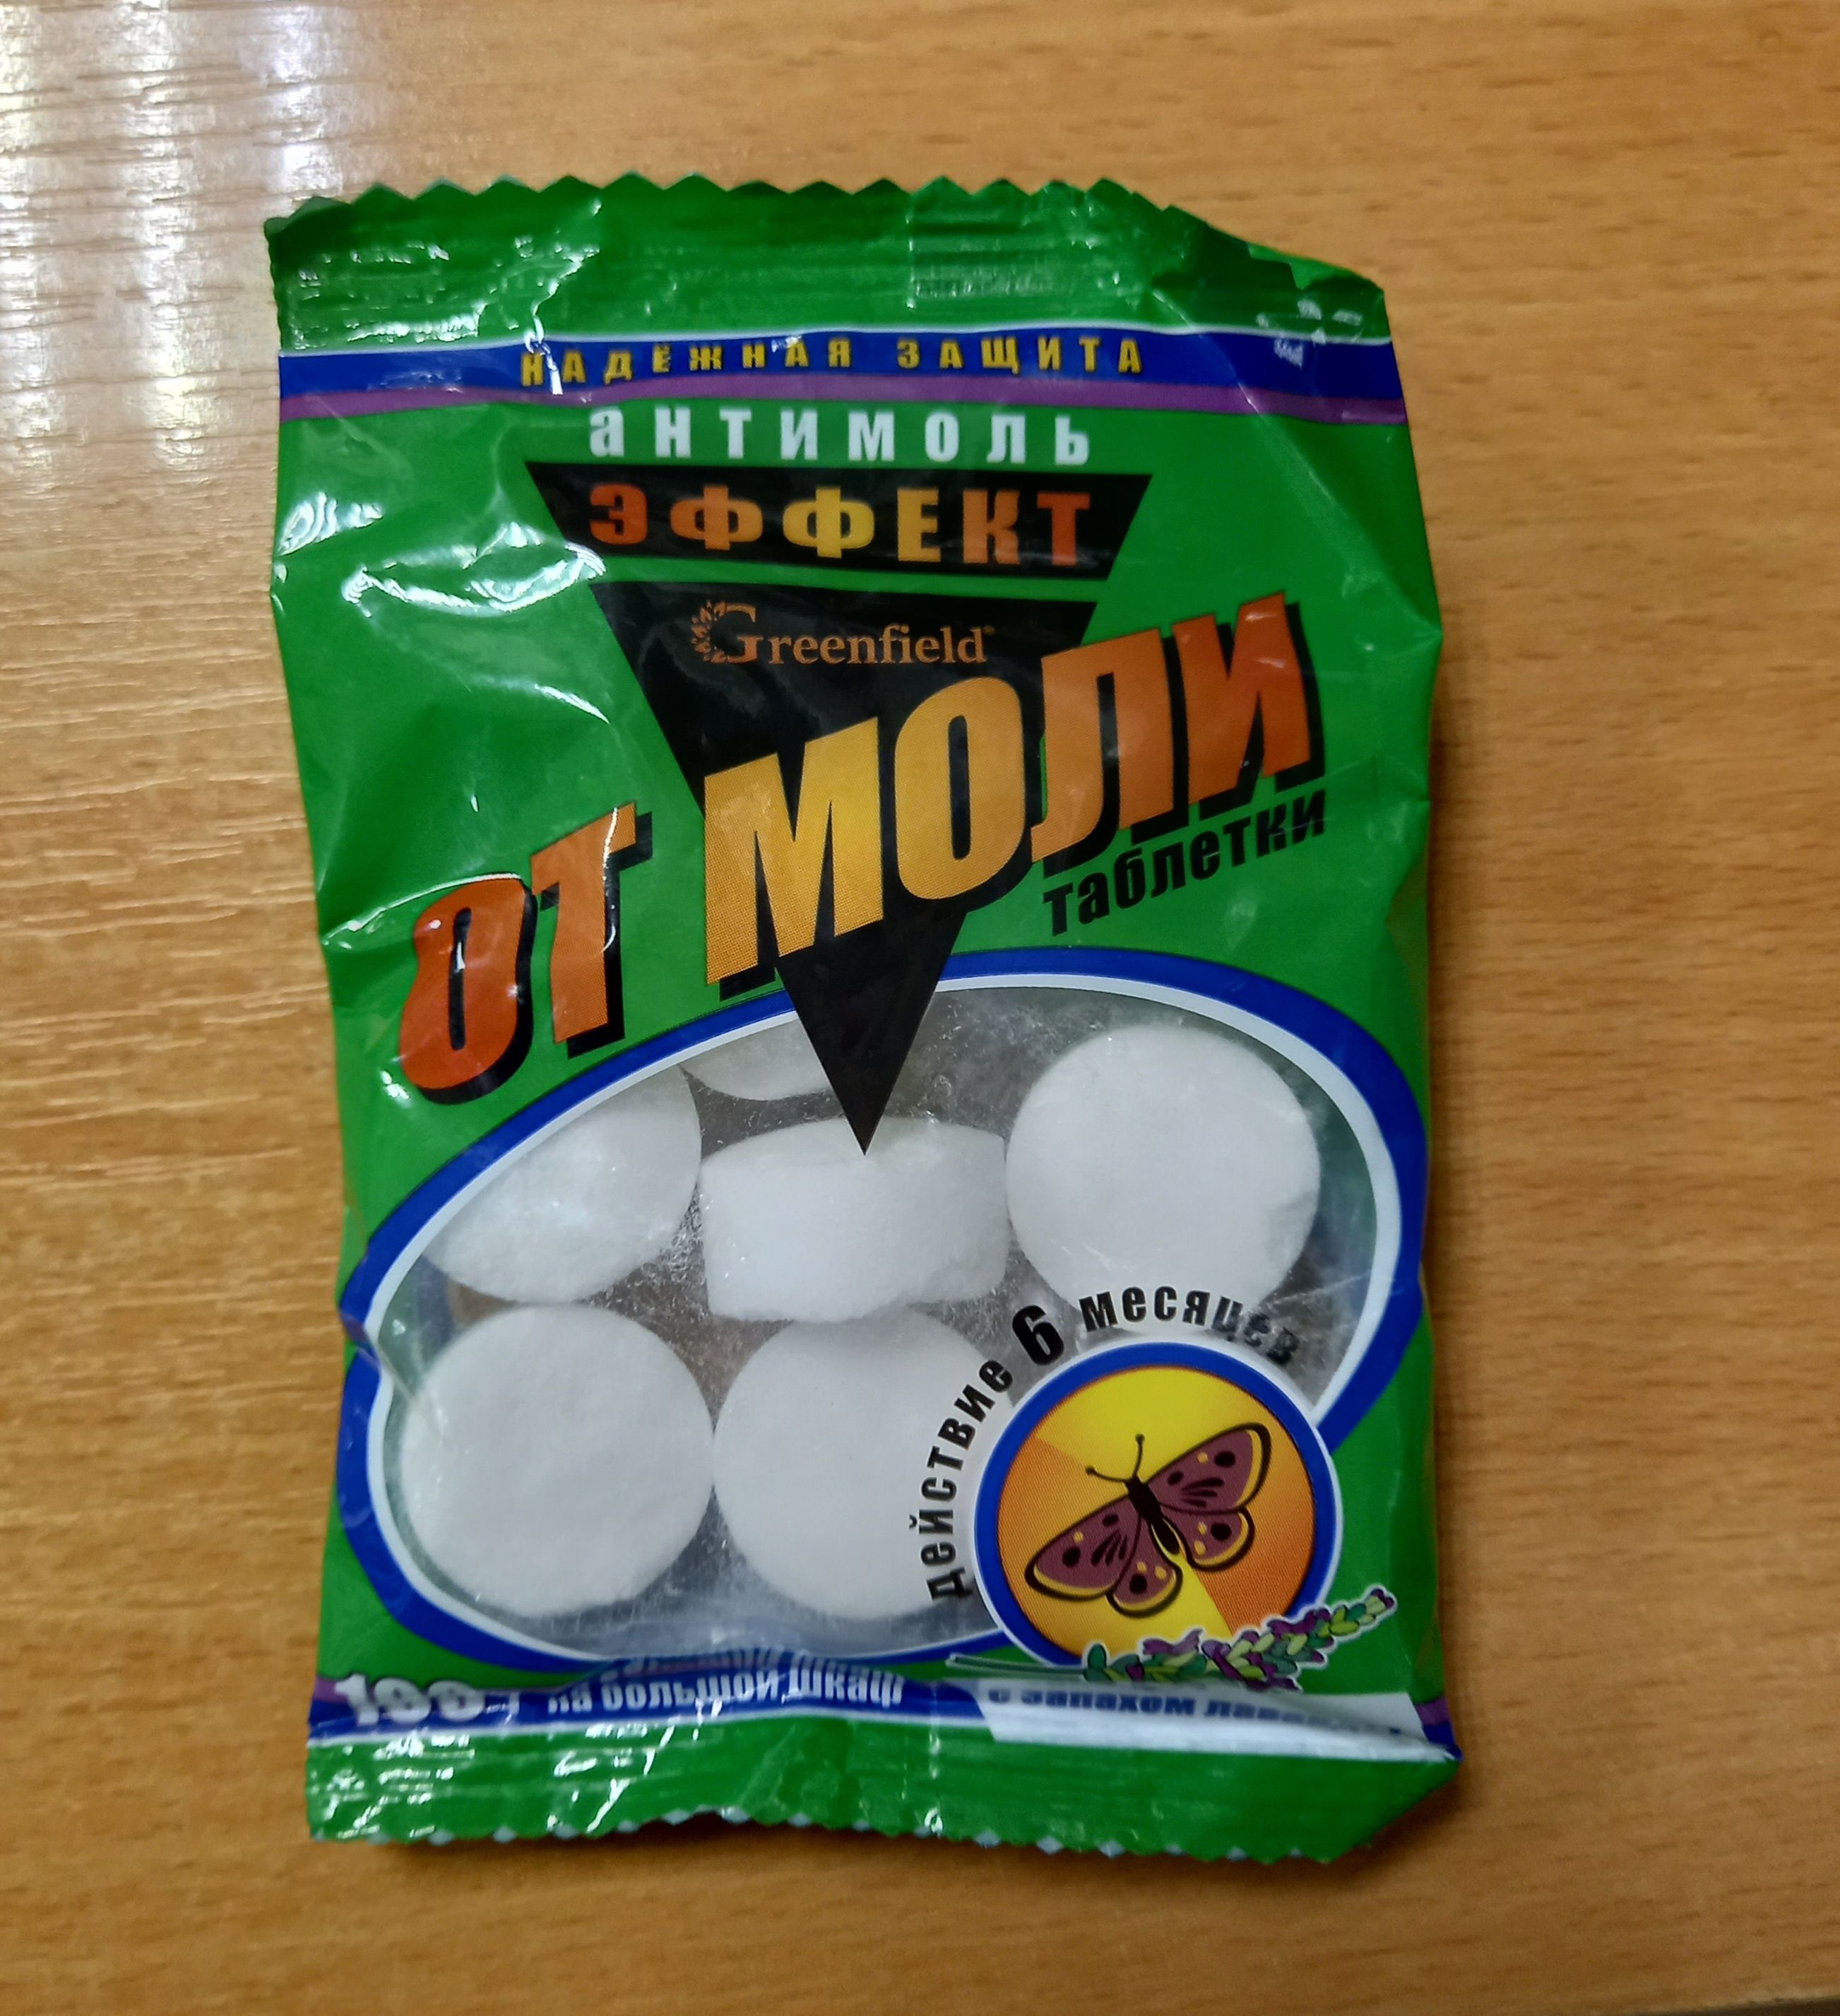 НАДЁЖНАЯ ЗАЩИТА
антимоль
ЭФФЕКТ
Greenfield®
ОТ МОЛИ
таблетки
действие 6 месяцев
на большой шкаф
с запахом